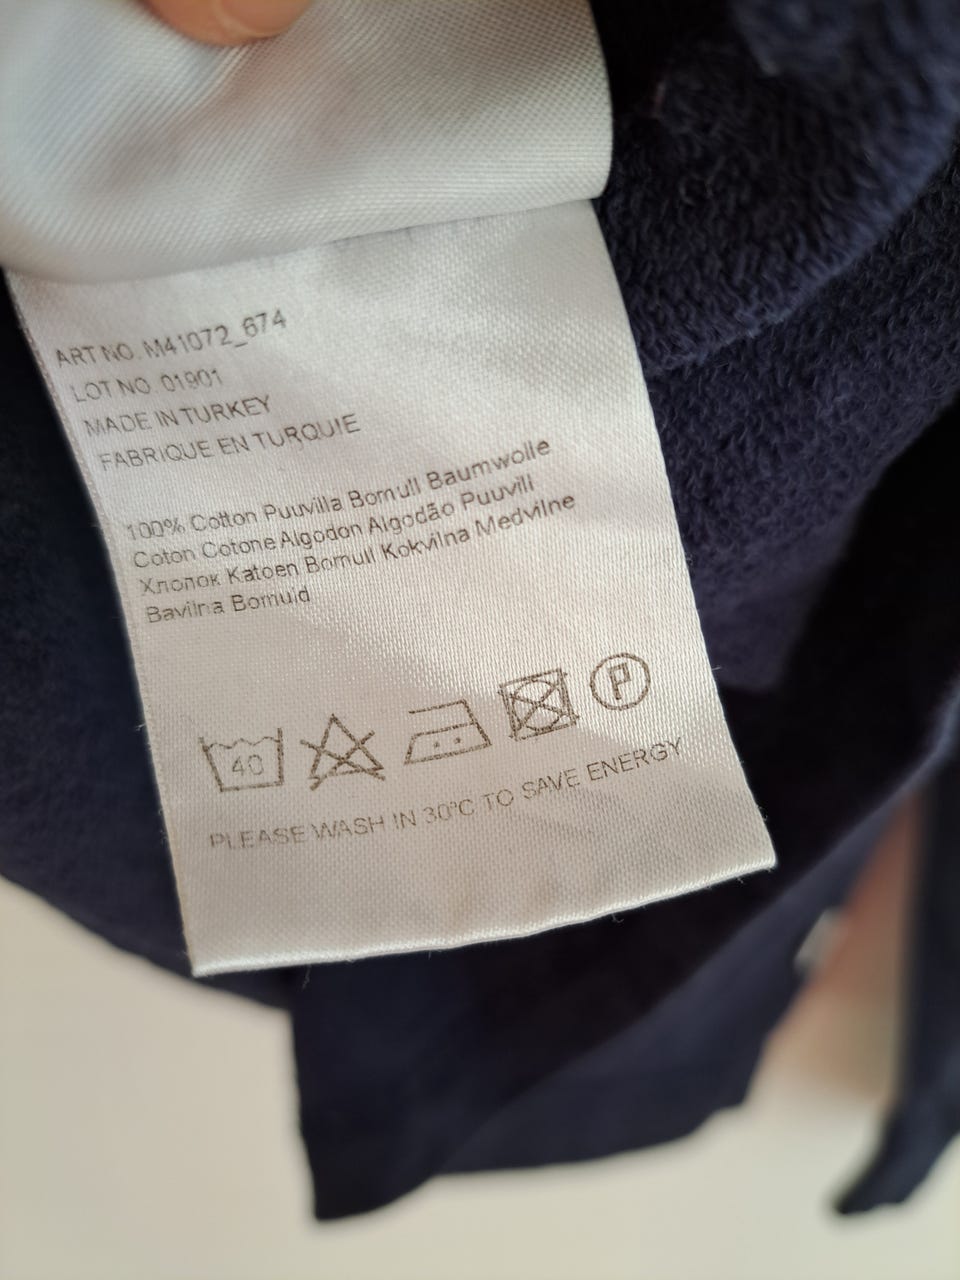 ART NO. M41072_674
LOT NO. 01901
MADE IN TURKEY
FABRIQUE EN TURQUIE
100% Cotton Puuvilla Bomull Baumwolle
Coton Cotone Algodon Algodão Puuvill
Хлопок Katoen Bomull Kokvilna Medvilne
Bavlna Bomuld
40
P
PLEASE WASH IN 30°C TO SAVE ENERGY